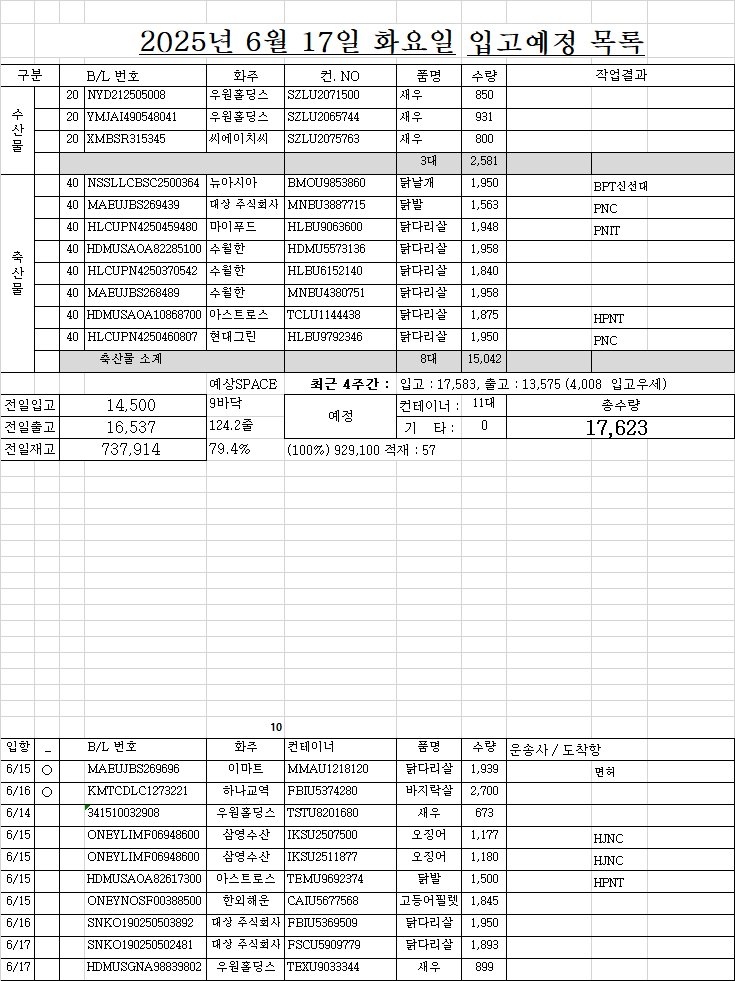 2025년 6월 17일 화요일 입고예정 목록
구분 B/L 번호 화주 컨. NO 품명 수량 작업결과
수산물
20 NYD212505008 우원홀딩스 SZLU2071500 새우 850
20 YMJAI490548041 우원홀딩스 SZLU2065744 새우 931
20 XMBSR315345 씨에이치씨 SZLU2075763 새우 800
3대 2,581
축산물
40 NSSLLCBSC2500364 뉴아시아 BMOU9853860 닭날개 1,950 BPT신선대
40 MAEUJBS269439 대상 주식회사 MNBU3887715 닭발 1,563 PNC
40 HLCUPN4250459480 마이푸드 HLBU9063600 닭다리살 1,948 PNIT
40 HDMUSAOA82285100 수월한 HDMU5573136 닭다리살 1,958
40 HLCUPN4250370542 수월한 HLBU6152140 닭다리살 1,840
40 MAEUJBS268489 수월한 MNBU4380751 닭다리살 1,958
40 HDMUSAOA10868700 아스트로스 TCLU1144438 닭다리살 1,875 HPNT
40 HLCUPN4250460807 현대그린 HLBU9792346 닭다리살 1,950 PNC
축산물 소계 8대 15,042
예상SPACE 최근 4주간 : 입고 : 17,583, 출고 : 13,575 (4,008 입고우세)
전일입고 14,500 9바닥 예정 컨테이너 : 11대 총수량
전일출고 16,537 124.2줄 기 타 : 0 17,623
전일재고 737,914 79.4% (100%) 929,100 적재 : 57
10
입항 _ B/L 번호 화주 컨테이너 품명 수량 운송사 / 도착항
6/15 ○ MAEUJBS269696 이마트 MMAU1218120 닭다리살 1,939 면허
6/16 ○ KMTCDLC1273221 하나교역 FBIU5374280 바지락살 2,700
6/14 341510032908 우원홀딩스 TSTU8201680 새우 673
6/15 ONEYLIMF06948600 삼영수산 IKSU2507500 오징어 1,177 HJNC
6/15 ONEYLIMF06948600 삼영수산 IKSU2511877 오징어 1,180 HJNC
6/15 HDMUSAOA82617300 아스트로스 TEMU9692374 닭발 1,500 HPNT
6/15 ONEYNOSF00388500 한외해운 CAIU5677568 고등어필렛 1,845
6/16 SNKO190250503892 대상 주식회사 FBIU5369509 닭다리살 1,950
6/17 SNKO190250502481 대상 주식회사 FSCU5909779 닭다리살 1,893
6/17 HDMUSGNA98839802 우원홀딩스 TEXU9033344 새우 899